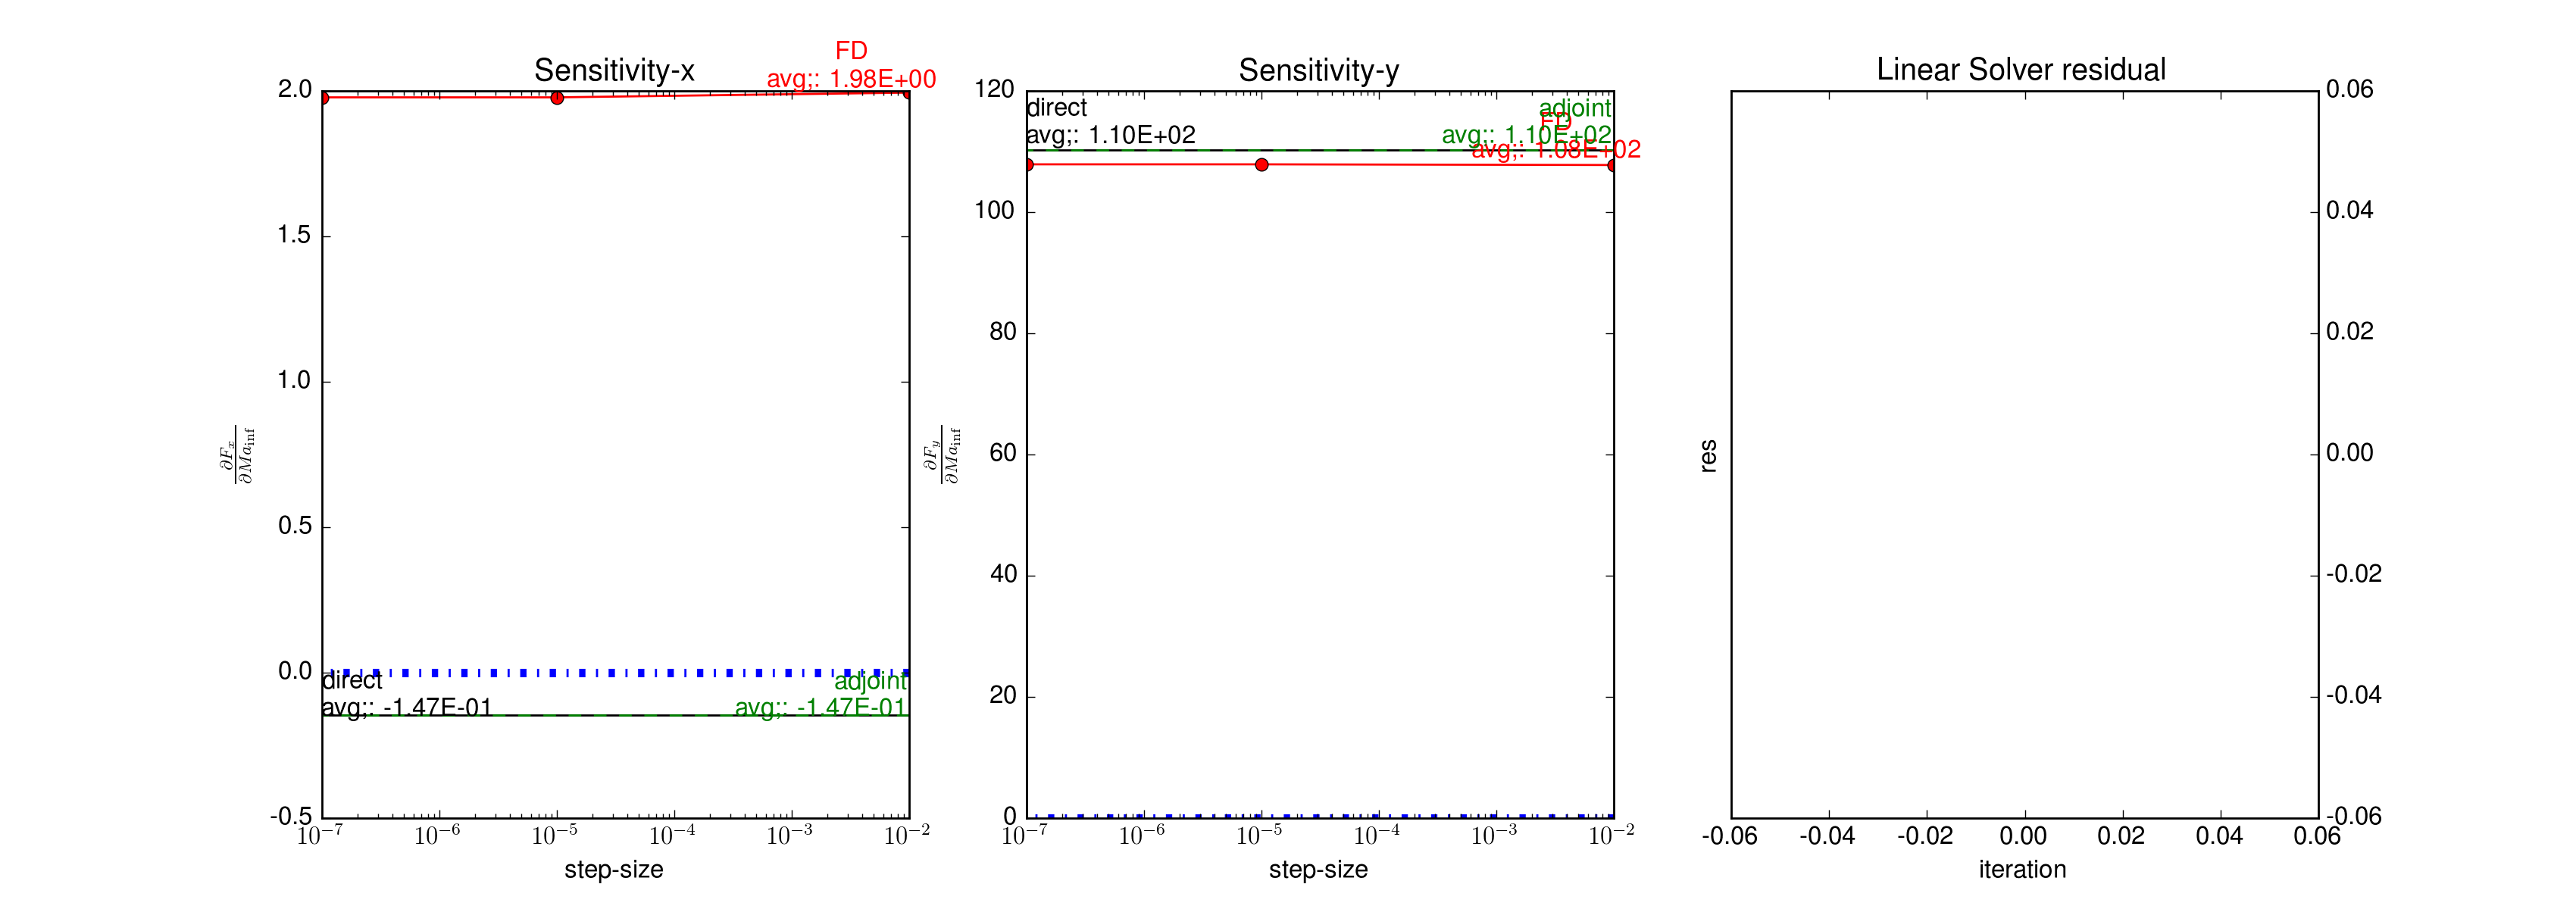 FD
avg;: 1.98E+00
Sensitivity-x
2.0
1.5
1.0
0.5
0.0
-0.5
direct
avg;: -1.47E-01
adjoint
avg;: -1.47E-01
∂F_x
∂Ma_inf
10^-7 10^-6 10^-5 10^-4 10^-3 10^-2
step-size
Sensitivity-y
120
100
80
60
40
20
0
direct
avg;: 1.10E+02
adjoint
avg;: 1.10E+02
FD
avg;: 1.08E+02
∂F_y
∂Ma_inf
10^-7 10^-6 10^-5 10^-4 10^-3 10^-2
step-size
Linear Solver residual
0.06
0.04
0.02
0.00
-0.02
-0.04
-0.06
res
-0.06 -0.04 -0.02 0.00 0.02 0.04 0.06
iteration